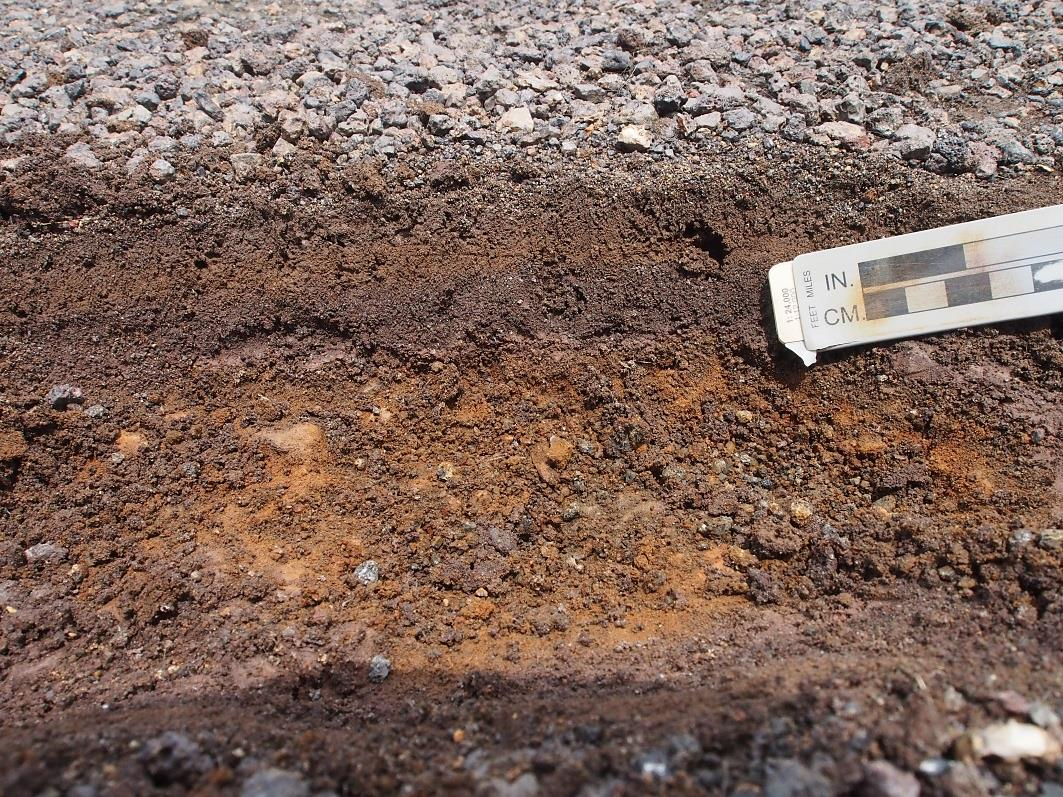 IN.
CM.
FEET MILES
1: 24,000